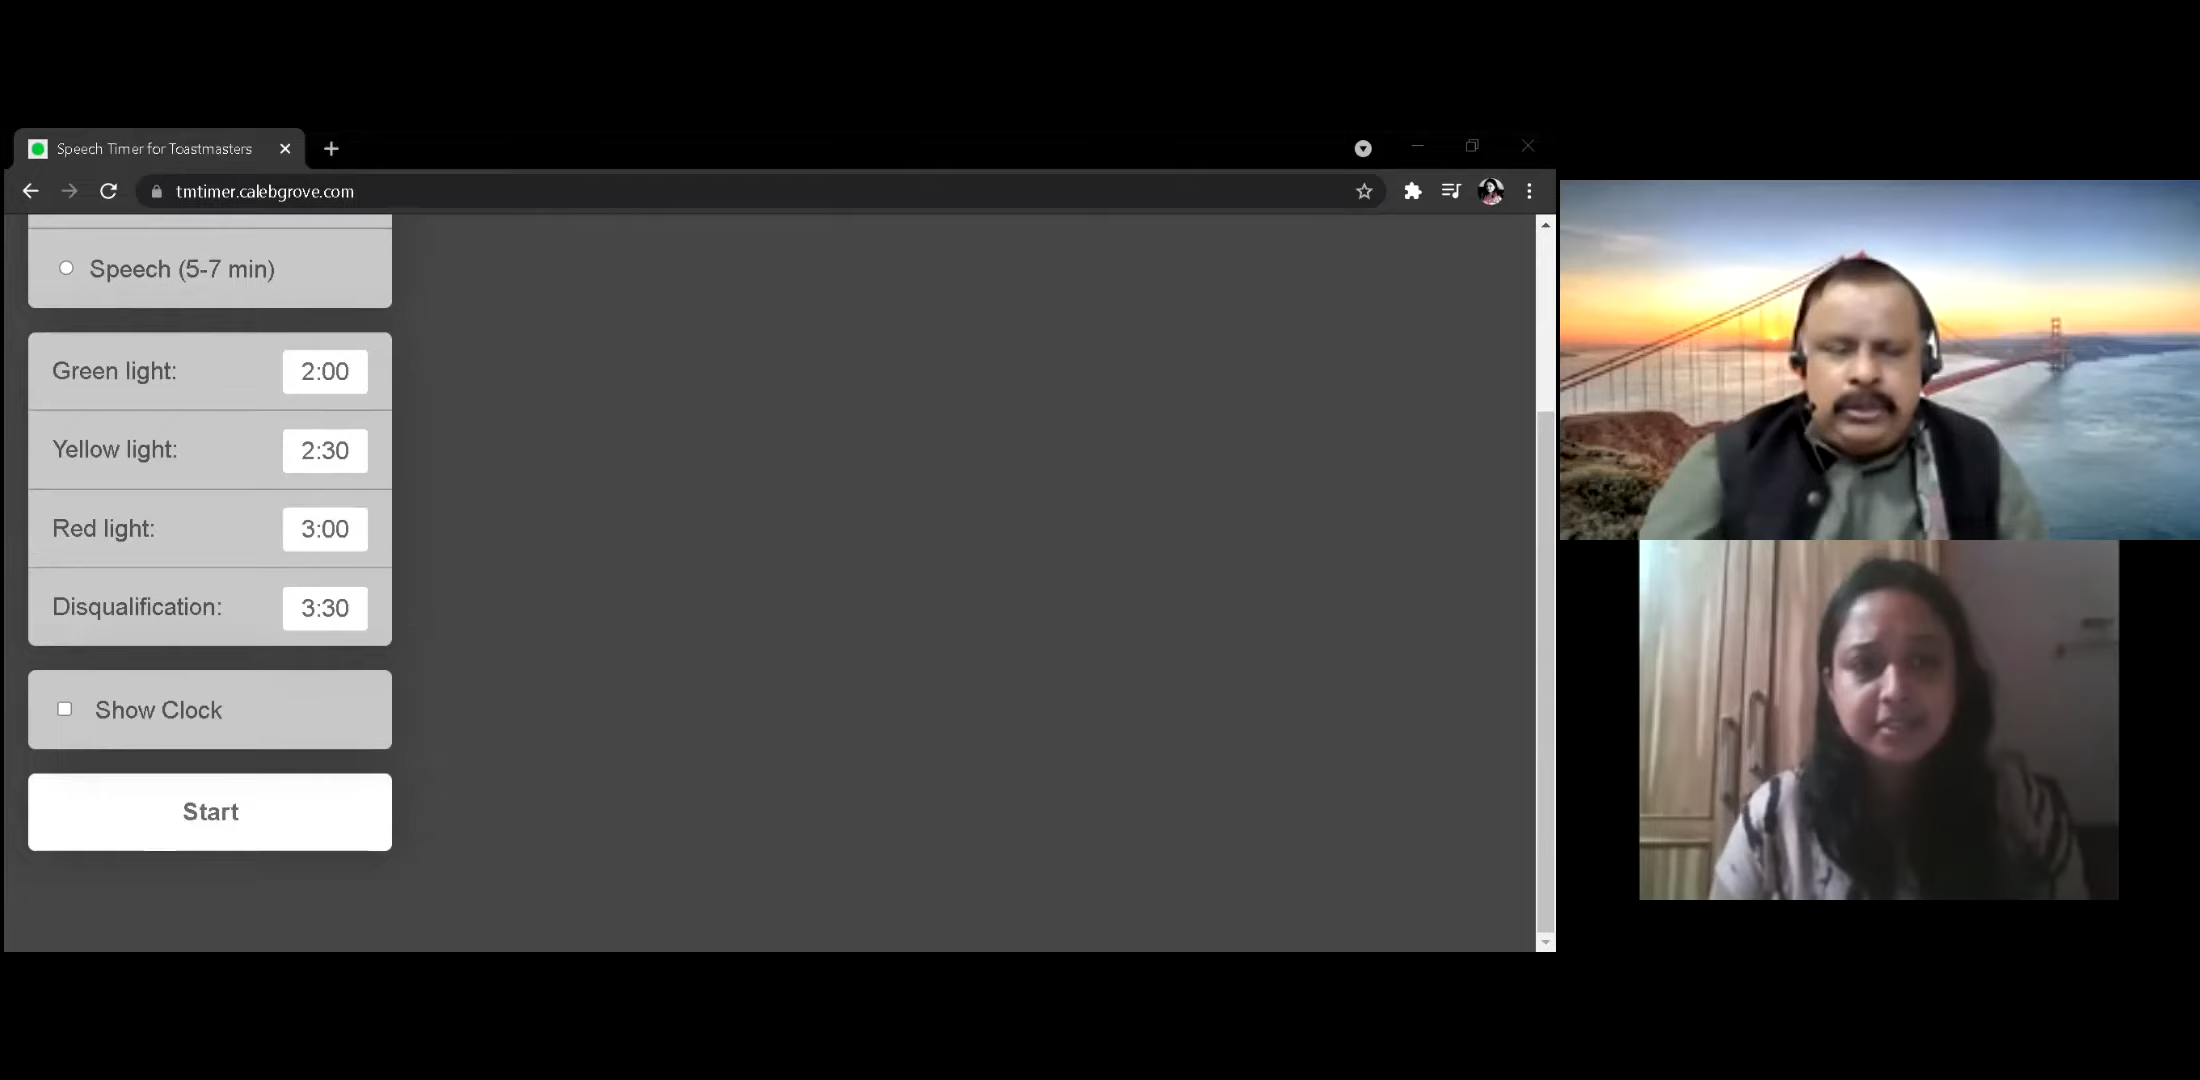 Speech Timer for Toastmasters
tmtimer.calebgrove.com
Speech (5-7 min)
Green light: 2:00
Yellow light: 2:30
Red light: 3:00
Disqualification: 3:30
Show Clock
Start